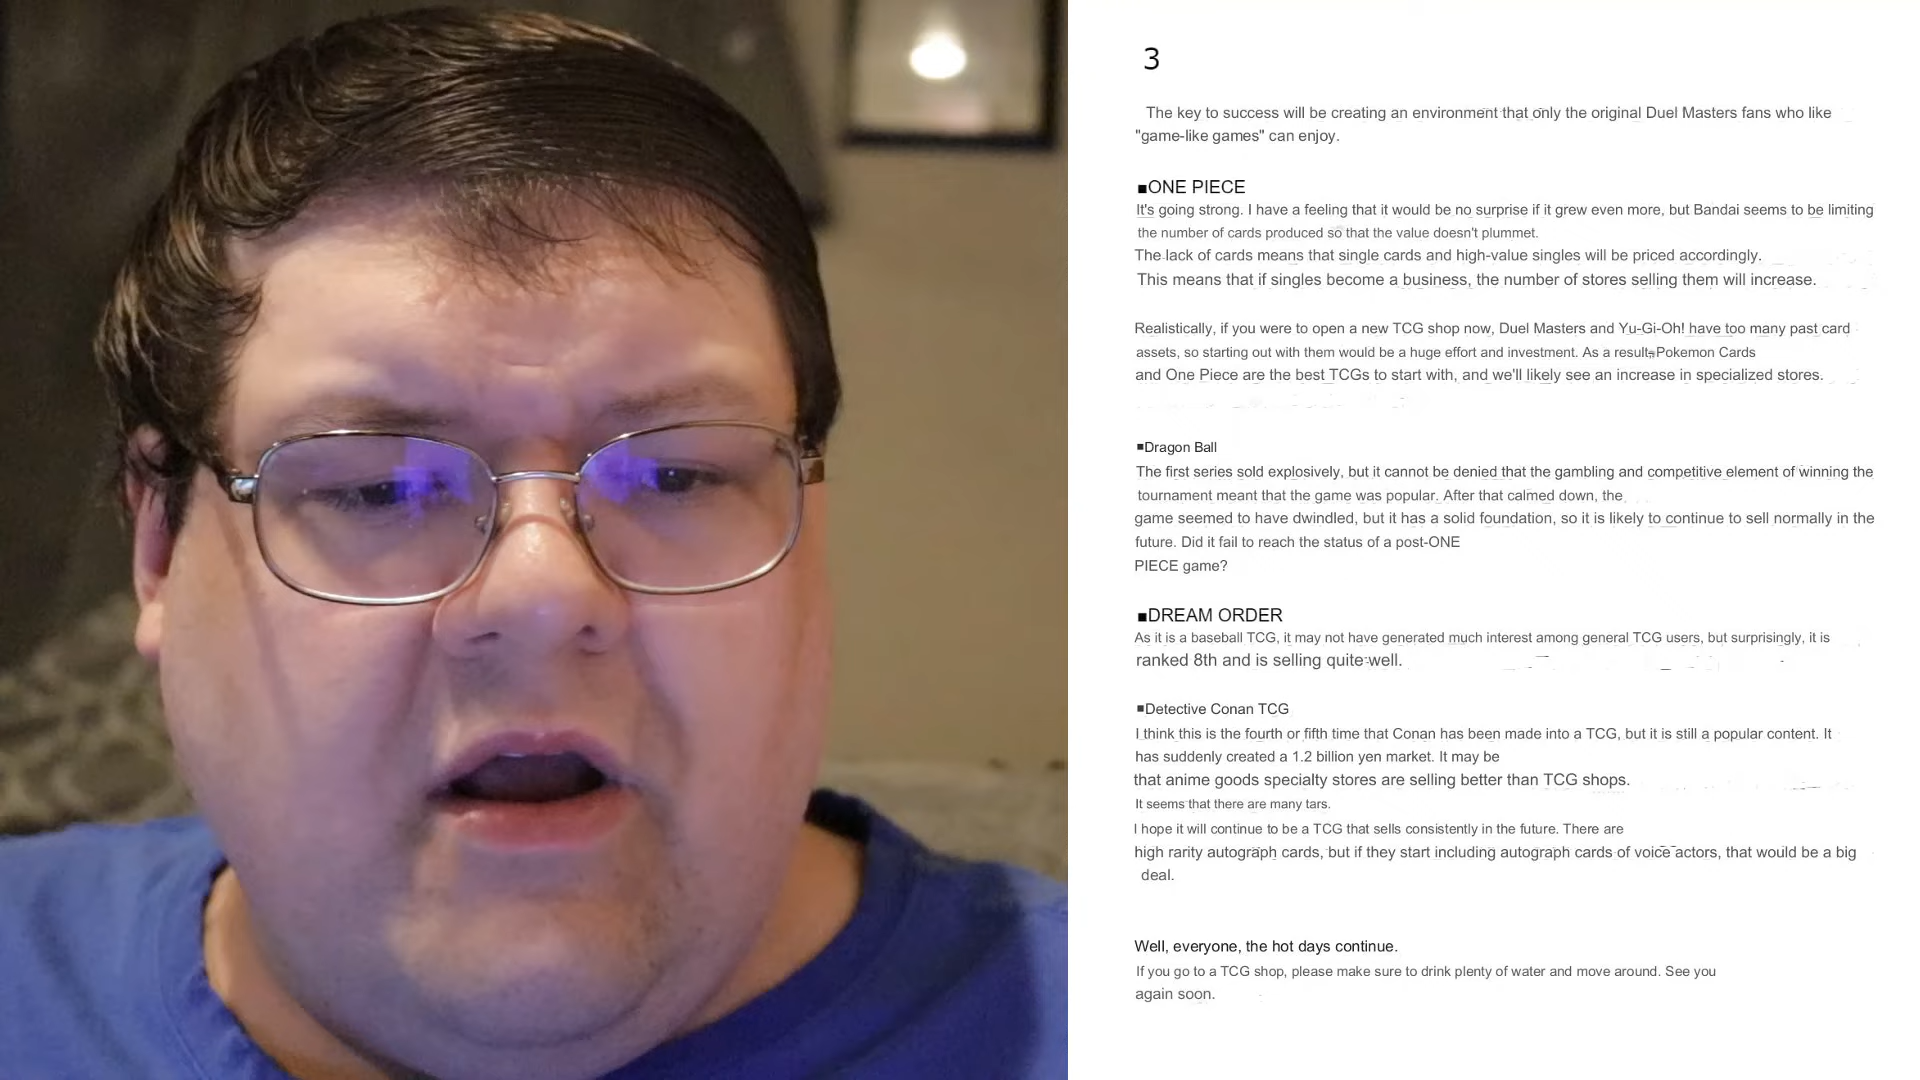 3
The key to success will be creating an environment that only the original Duel Masters fans who like
"game-like games" can enjoy.
■ONE PIECE
It's going strong. I have a feeling that it would be no surprise if it grew even more, but Bandai seems to be limiting
the number of cards produced so that the value doesn't plummet.
The lack of cards means that single cards and high-value singles will be priced accordingly.
This means that if singles become a business, the number of stores selling them will increase.
Realistically, if you were to open a new TCG shop now, Duel Masters and Yu-Gi-Oh! have too many past card
assets, so starting out with them would be a huge effort and investment. As a result, Pokemon Cards
and One Piece are the best TCGs to start with, and we'll likely see an increase in specialized stores.
■Dragon Ball
The first series sold explosively, but it cannot be denied that the gambling and competitive element of winning the
tournament meant that the game was popular. After that calmed down, the
game seemed to have dwindled, but it has a solid foundation, so it is likely to continue to sell normally in the
future. Did it fail to reach the status of a post-ONE
PIECE game?
■DREAM ORDER
As it is a baseball TCG, it may not have generated much interest among general TCG users, but surprisingly, it is
ranked 8th and is selling quite well.
■Detective Conan TCG
I think this is the fourth or fifth time that Conan has been made into a TCG, but it is still a popular content. It
has suddenly created a 1.2 billion yen market. It may be
that anime goods specialty stores are selling better than TCG shops.
It seems that there are many tars.
I hope it will continue to be a TCG that sells consistently in the future. There are
high rarity autograph cards, but if they start including autograph cards of voice actors, that would be a big
deal.
Well, everyone, the hot days continue.
If you go to a TCG shop, please make sure to drink plenty of water and move around. See you
again soon.